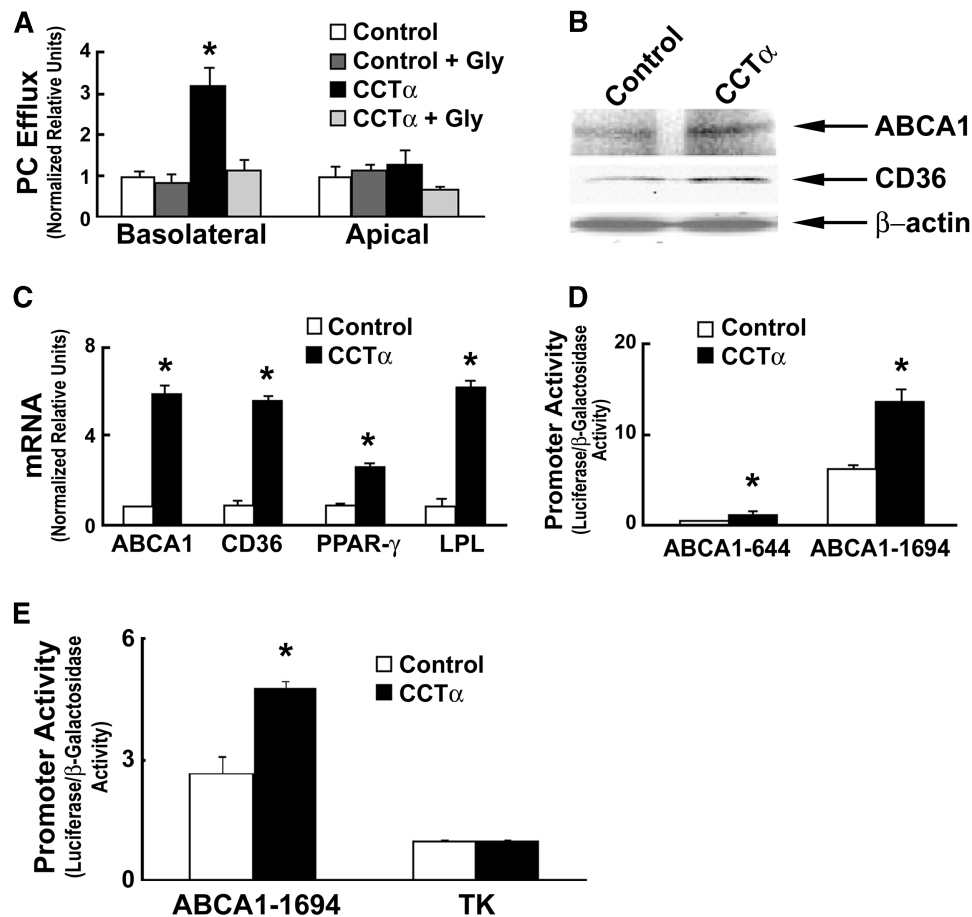 A
PC Efflux
(Normalized Relative Units)
4
3
2
1
0
Control
Control + Gly
CCTα
CCTα + Gly
*
Basolateral
Apical
B
Control
CCTα
ABCA1
CD36
β–actin
C
mRNA
(Normalized Relative Units)
8
4
0
Control
CCTα
*
*
*
*
ABCA1
CD36
PPAR-γ
LPL
D
Promoter Activity
(Luciferase/β-Galactosidase
Activity)
20
10
0
Control
CCTα
*
*
ABCA1-644
ABCA1-1694
E
Promoter Activity
(Luciferase/β-Galactosidase
Activity)
6
3
0
Control
CCTα
*
ABCA1-1694
TK